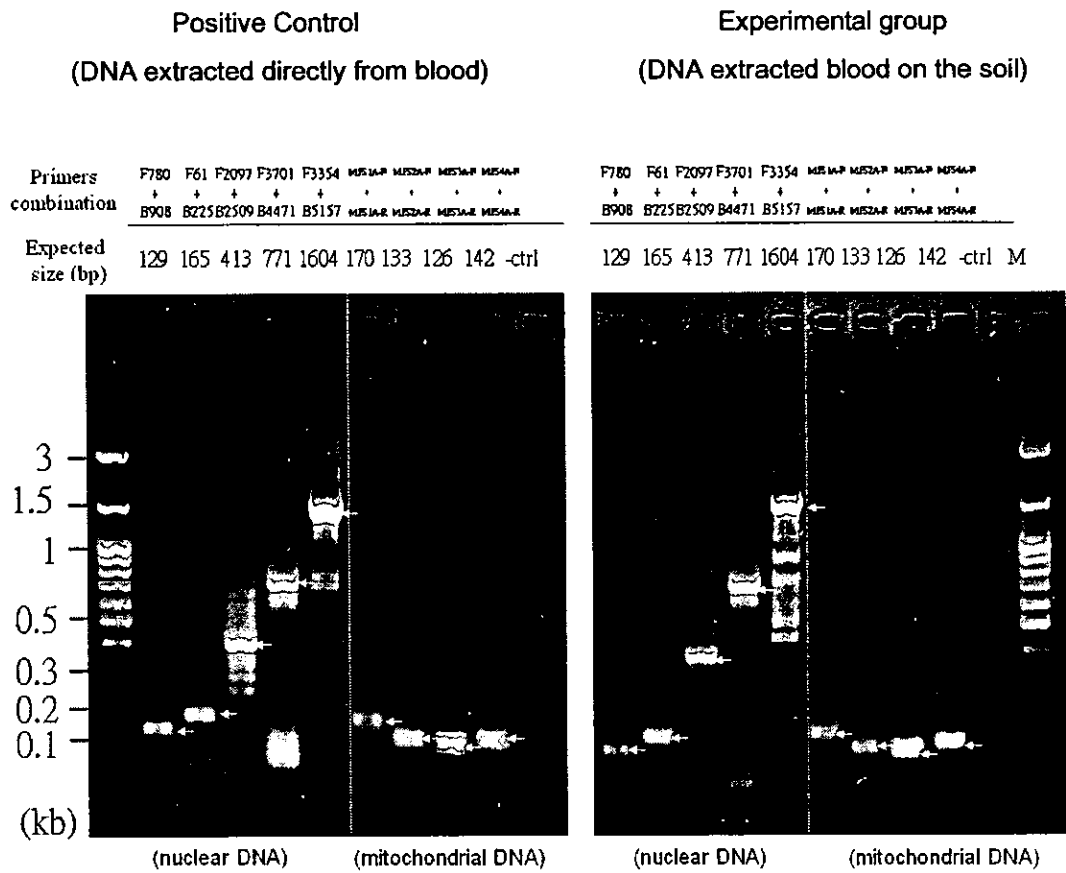 Positive Control
(DNA extracted directly from blood)
Experimental group
(DNA extracted blood on the soil)
Primers combination
F780 F61 F2097 F3701 F3354
+ + + + +
B908 B225 B2509 B4471 B5157
Expected size (bp)
129 165 413 771 1604 170 133 126 142 -ctrl
F780 F61 F2097 F3701 F3354
+ + + + +
B908 B225 B2509 B4471 B5157
129 165 413 771 1604 170 133 126 142 -ctrl M
3
1.5
1
0.5
0.3
0.2
0.1
(kb)
(nuclear DNA) (mitochondrial DNA)
(nuclear DNA) (mitochondrial DNA)